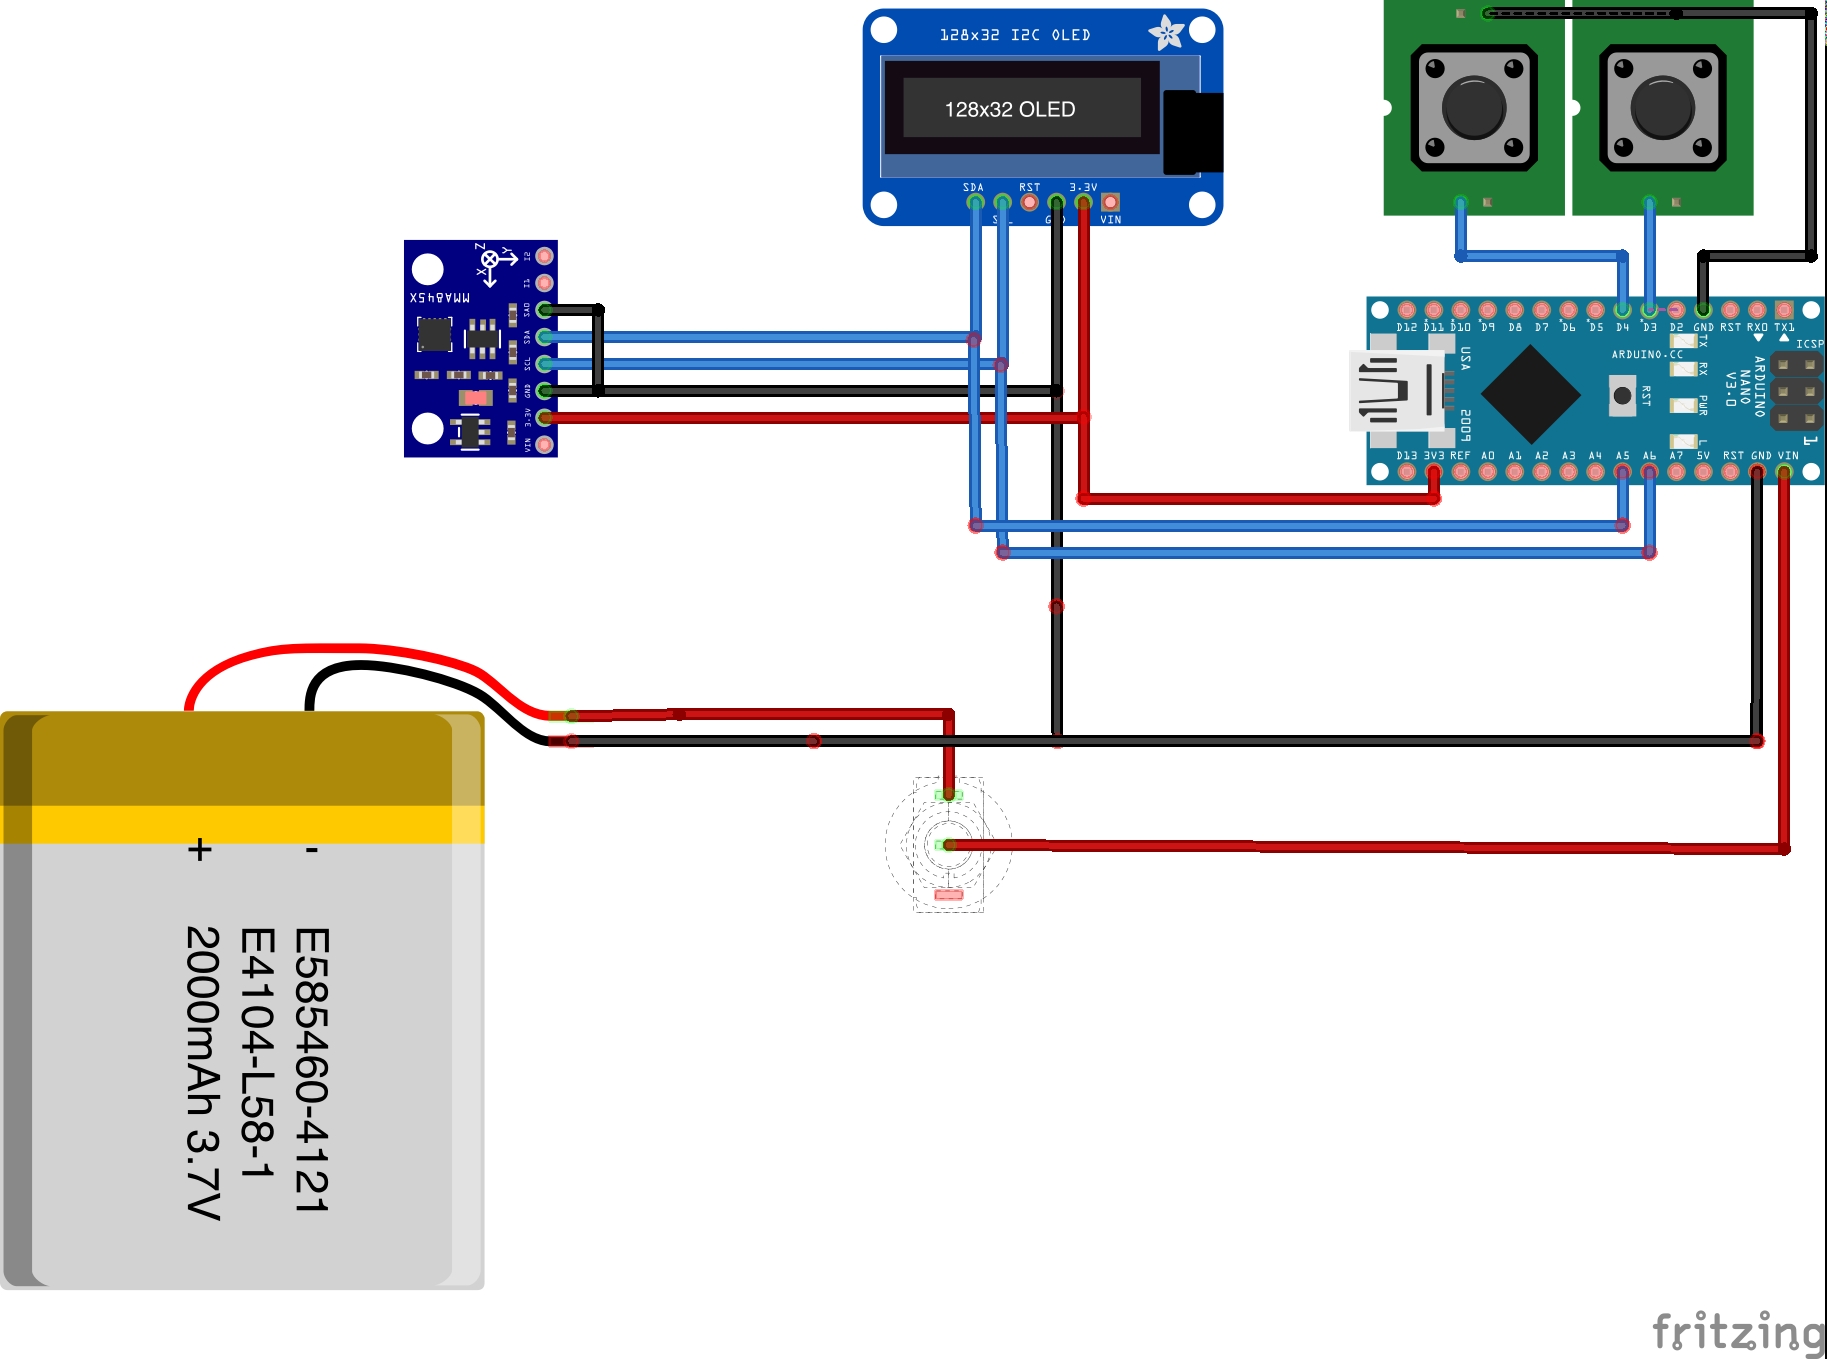 128x32 I2C OLED
128x32 OLED
SDA RST 3.3V
GND VIN
MMA845X
X Y Z
I2
I1
SA0
SDA
SCL
GND
3.3V
VIN
D12 D11 D10 D9 D8 D7 D6 D5 D4 D3 D2 GND RST RX0 TX1
TX
RX
PWR
L
ICSP
1
ARDUINO.CC
ARDUINO
NANO
V3.0
USA
2009
RST
D13 3V3 REF A0 A1 A2 A3 A4 A5 A6 A7 5V RST GND VIN
+ -
E585460-4121
E4104-L58-1
2000mAh 3.7V
fritzing